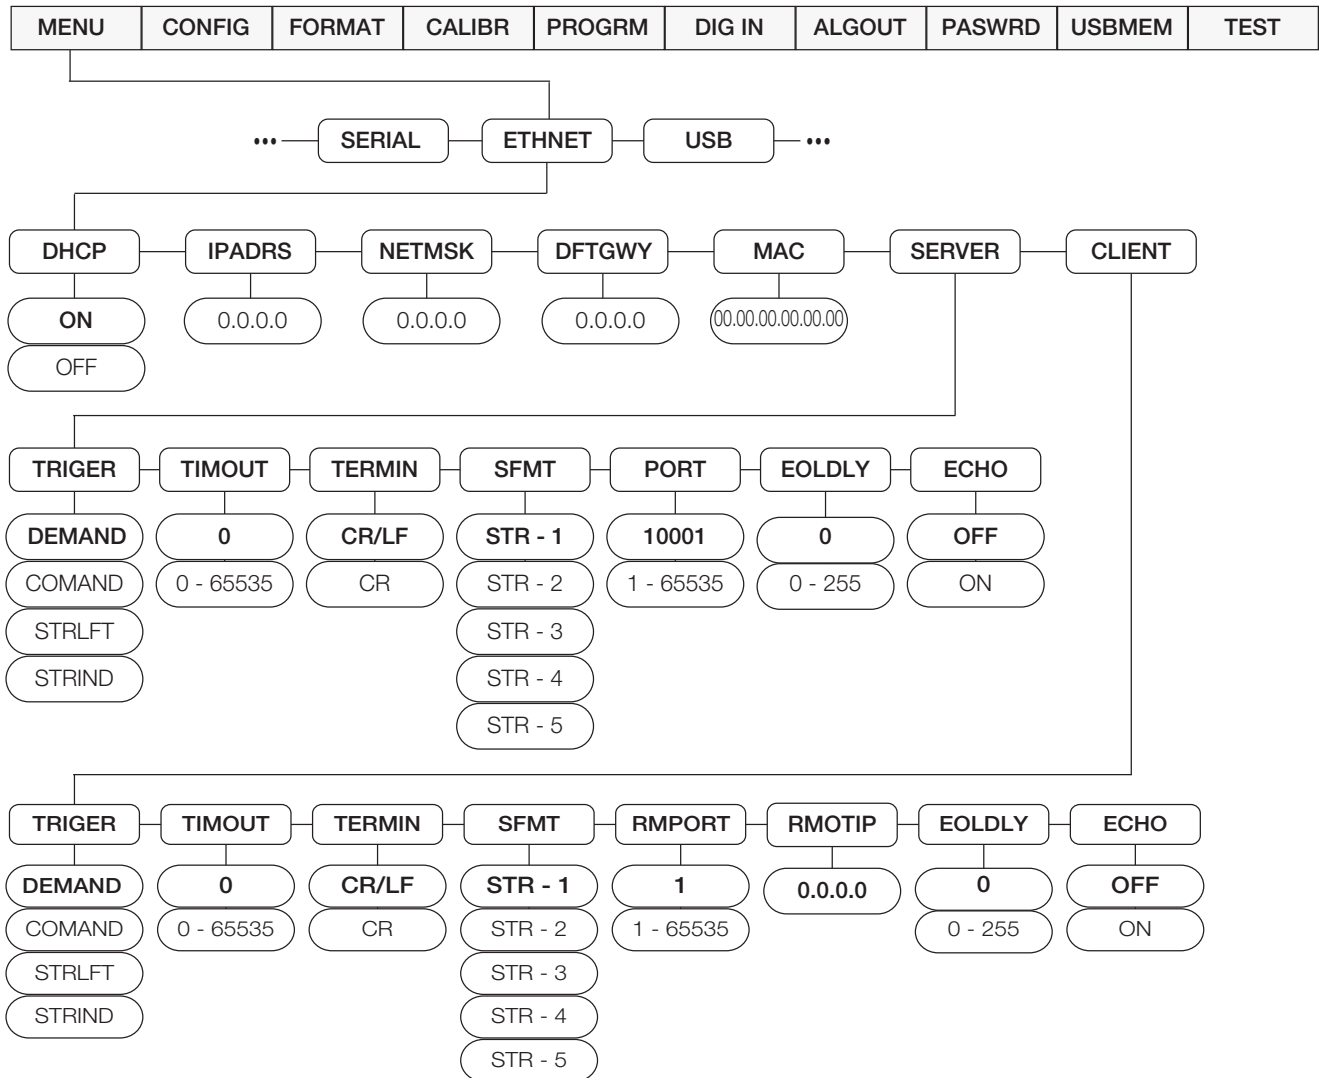 MENU CONFIG FORMAT CALIBR PROGRM DIG IN ALGOUT PASWRD USBMEM TEST
••• SERIAL ETHNET USB •••
DHCP IPADRS NETMSK DFTGWY MAC SERVER CLIENT
ON 0.0.0.0 0.0.0.0 0.0.0.0 00.00.00.00.00.00
OFF
TRIGER TIMOUT TERMIN SFMT PORT EOLDLY ECHO
DEMAND 0 CR/LF STR - 1 10001 0 OFF
COMAND 0 - 65535 CR STR - 2 1 - 65535 0 - 255 ON
STRLFT STR - 3
STRIND STR - 4
STR - 5
TRIGER TIMOUT TERMIN SFMT RMPORT RMOTIP EOLDLY ECHO
DEMAND 0 CR/LF STR - 1 1 0.0.0.0 0 OFF
COMAND 0 - 65535 CR STR - 2 1 - 65535 0 - 255 ON
STRLFT STR - 3
STRIND STR - 4
STR - 5